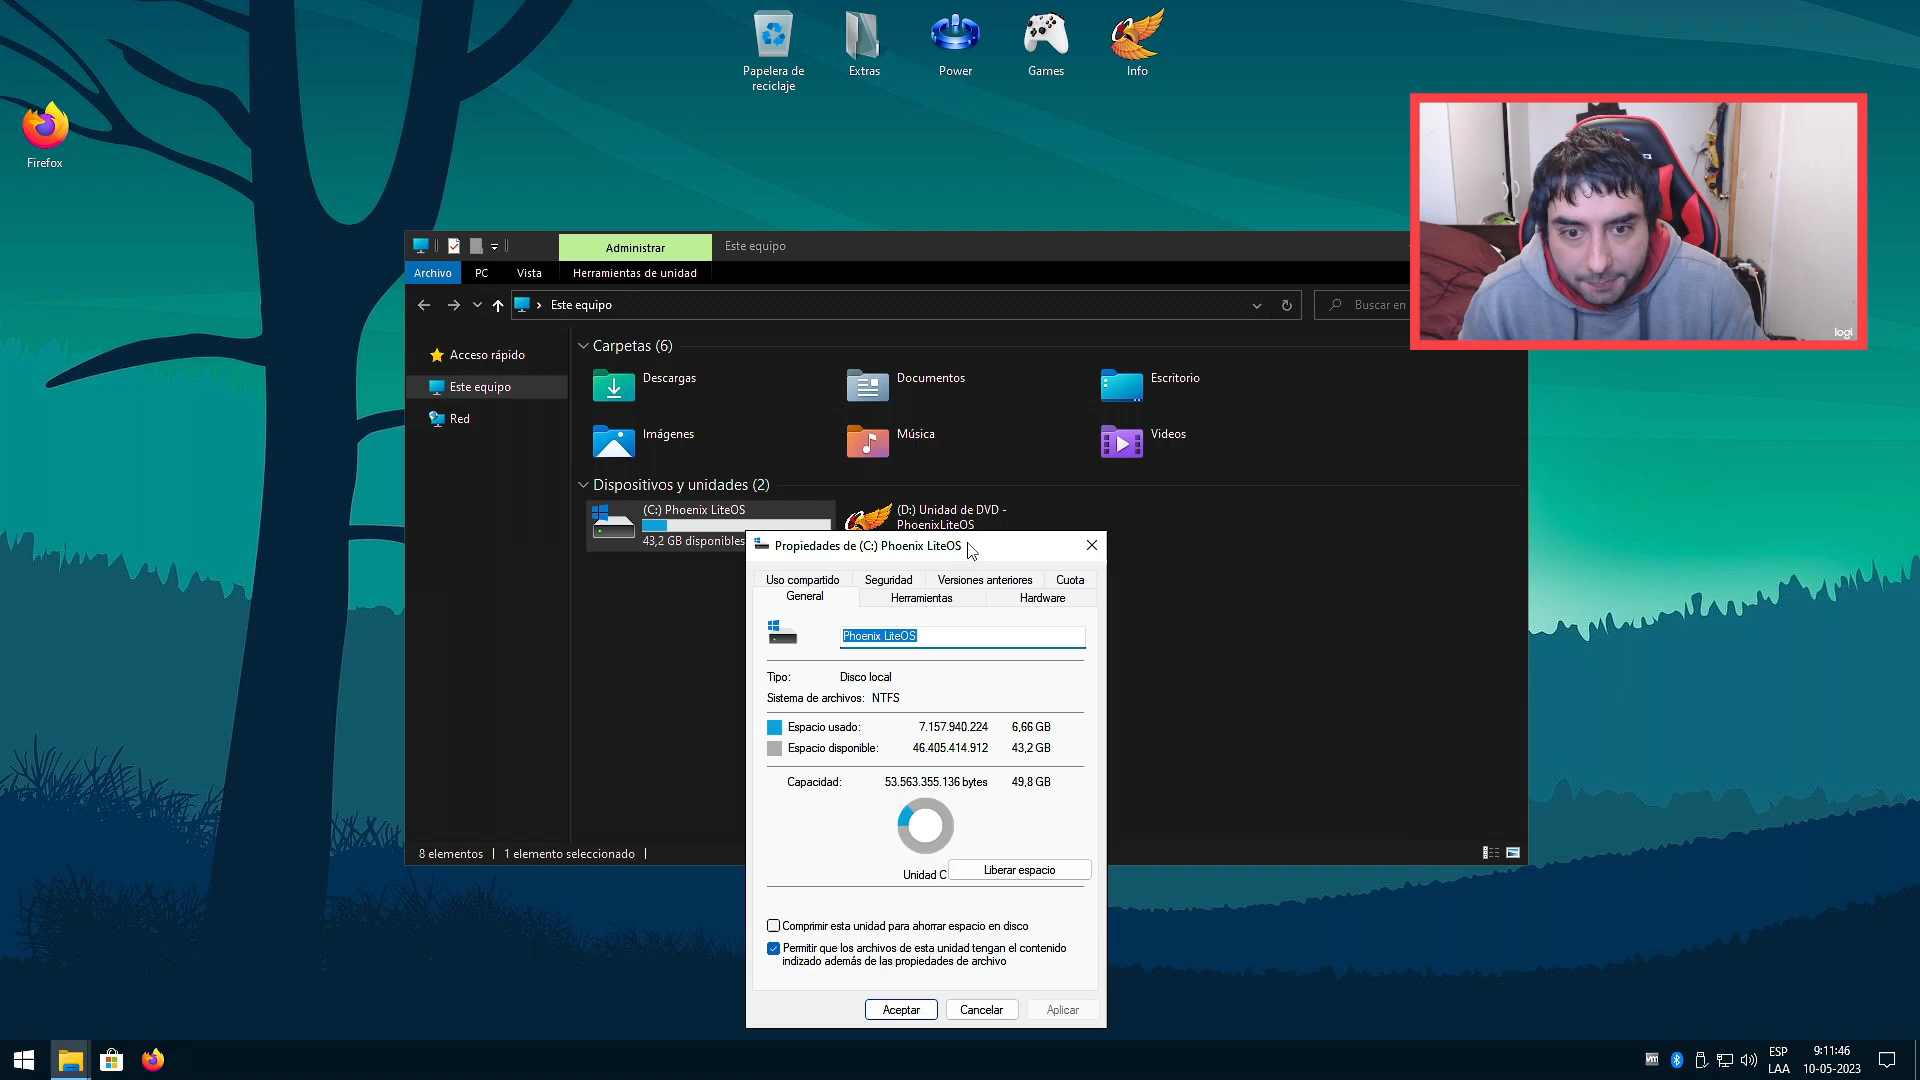 Papelera de
reciclaje
Extras
Power
Games
Info
Firefox
logi
Administrar
Este equipo
Archivo
PC
Vista
Herramientas de unidad
Este equipo
Buscar en
Acceso rápido
Este equipo
Red
Carpetas (6)
Descargas
Documentos
Escritorio
Imágenes
Música
Videos
Dispositivos y unidades (2)
(C:) Phoenix LiteOS
43,2 GB disponibles
(D:) Unidad de DVD -
PhoenixLiteOS
Propiedades de (C:) Phoenix LiteOS
Uso compartido
Seguridad
Versiones anteriores
Cuota
General
Herramientas
Hardware
Phoenix LiteOS
Tipo: Disco local
Sistema de archivos: NTFS
Espacio usado: 7.157.940.224 6,66 GB
Espacio disponible: 46.405.414.912 43,2 GB
Capacidad: 53.563.355.136 bytes 49,8 GB
Unidad C
Liberar espacio
Comprimir esta unidad para ahorrar espacio en disco
Permitir que los archivos de esta unidad tengan el contenido
indizado además de las propiedades de archivo
Aceptar
Cancelar
Aplicar
8 elementos
1 elemento seleccionado
vm
ESP
LAA
9:11:46
10-05-2023